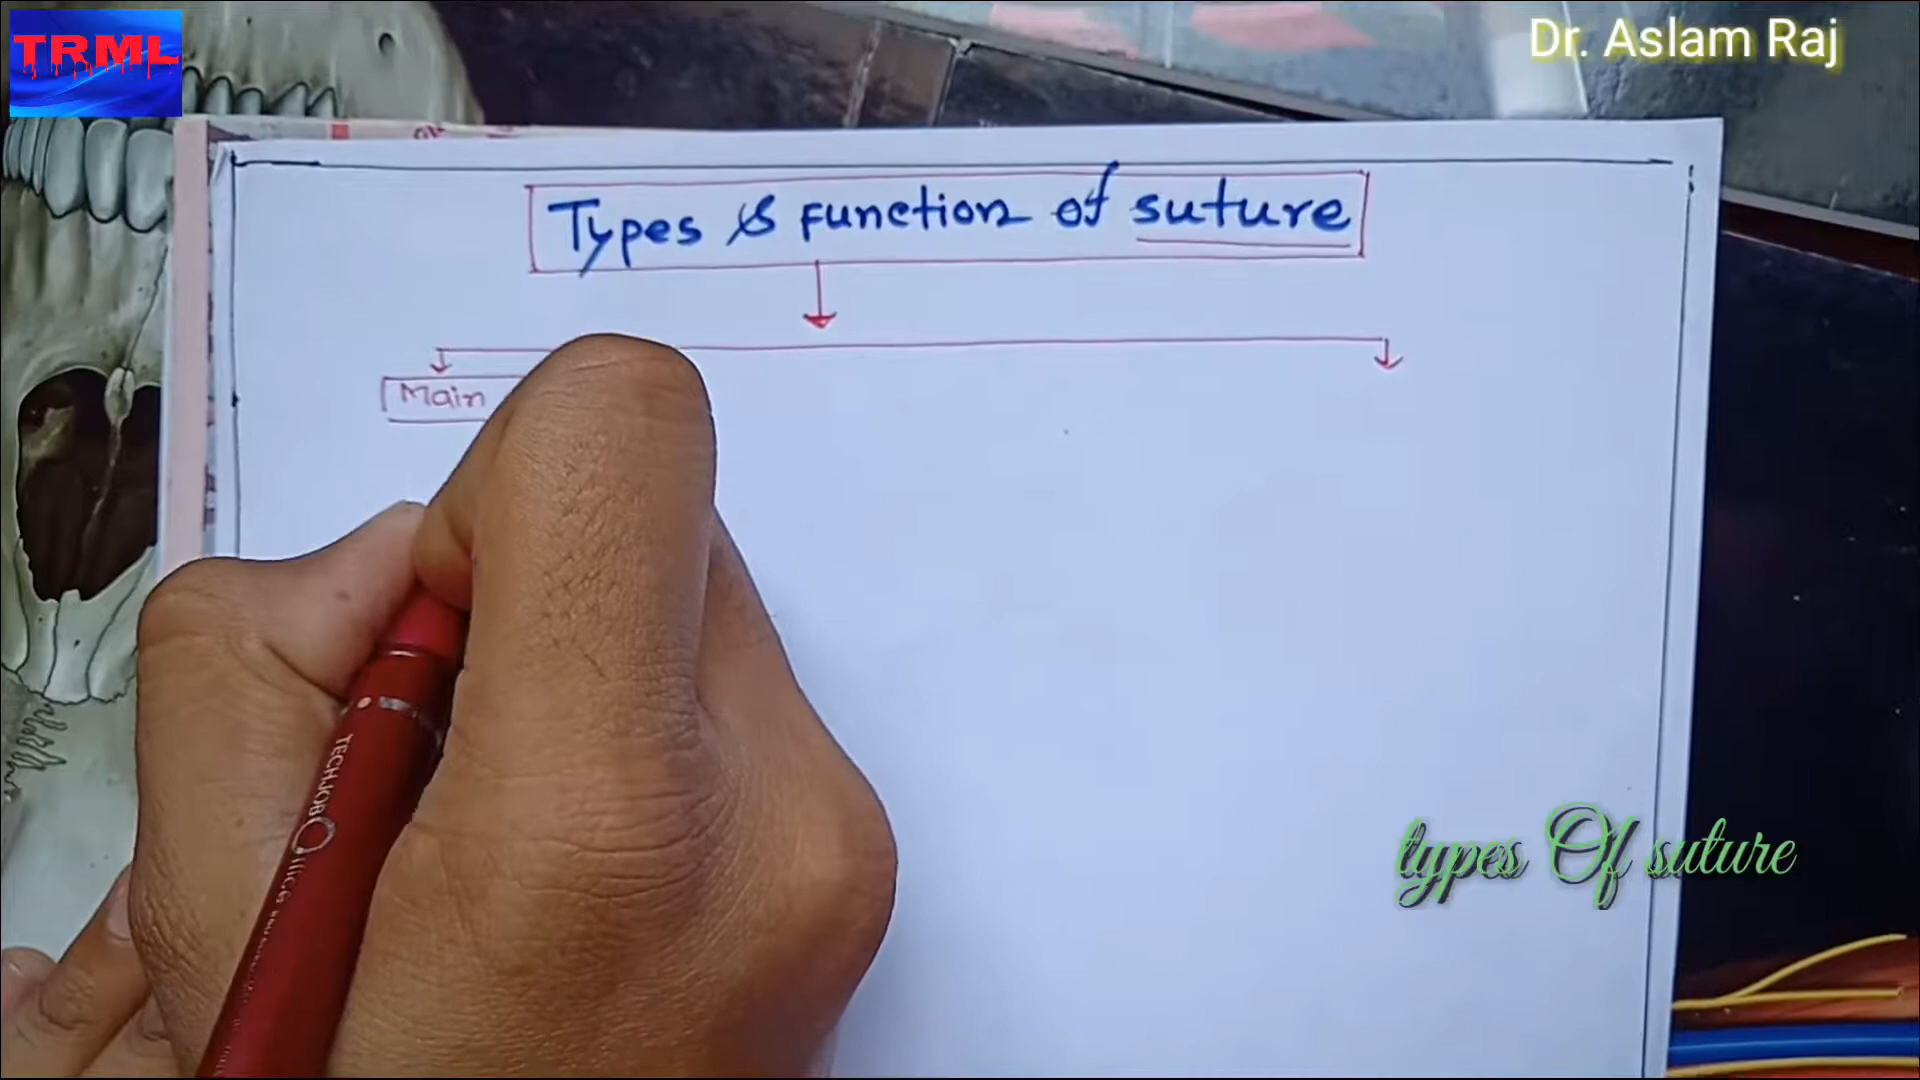 TRML
Dr. Aslam Raj
Types & function of suture
Main
TECHJOB
types Of suture